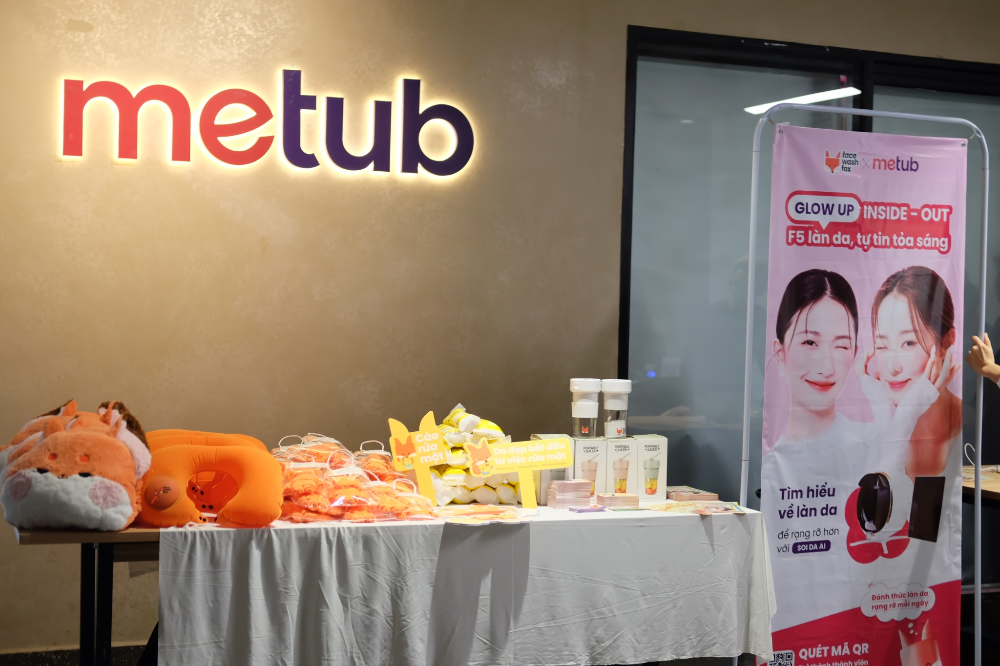 metub
face
wash
fox
x metub
GLOW UP INSIDE - OUT
F5 làn da, tự tin tỏa sáng
Tìm hiểu
về làn da
để rạng rỡ hơn
với SOI DA AI
Đánh thức làn da
rạng rỡ mỗi ngày
QUÉT MÃ QR
Cáo
rửa
mặt
Da đẹp bắt đầu
từ việc rửa mặt
PORTABLE
JUICER
PORTABLE
JUICER
PORTABLE
JUICER